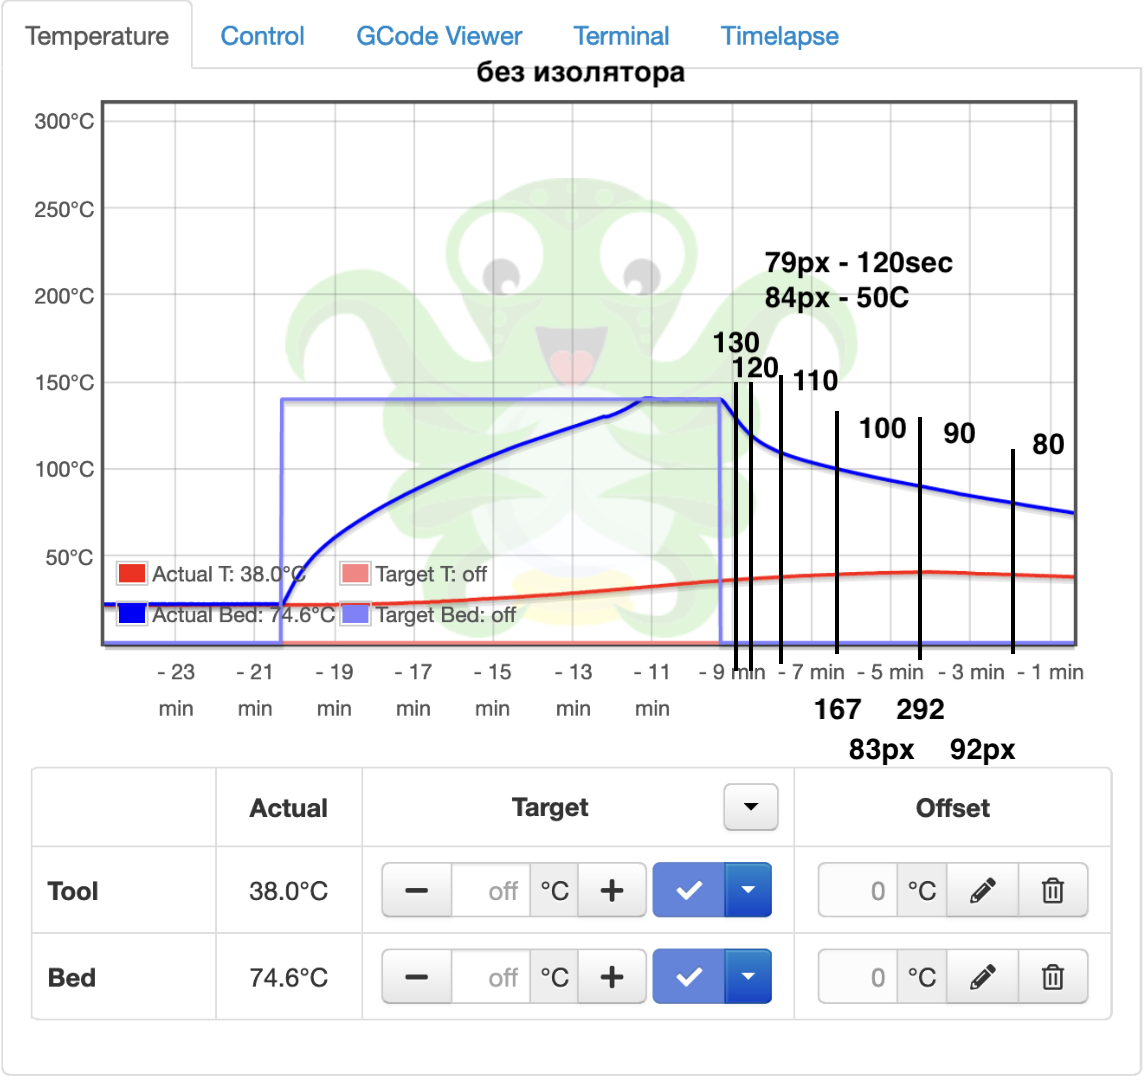 Temperature Control GCode Viewer Terminal Timelapse
без изолятора
300°C
250°C
79px - 120sec
200°C
84px - 50C
130
120
110
150°C
100
90
80
100°C
50°C
Actual T: 38.0°C Target T: off
Actual Bed: 74.6°C Target Bed: off
- 23 min
- 21 min
- 19 min
- 17 min
- 15 min
- 13 min
- 11 min
- 9 min
- 7 min
- 5 min
- 3 min
- 1 min
167 292
83px 92px
Actual Target Offset
Tool 38.0°C off °C 0 °C
Bed 74.6°C off °C 0 °C